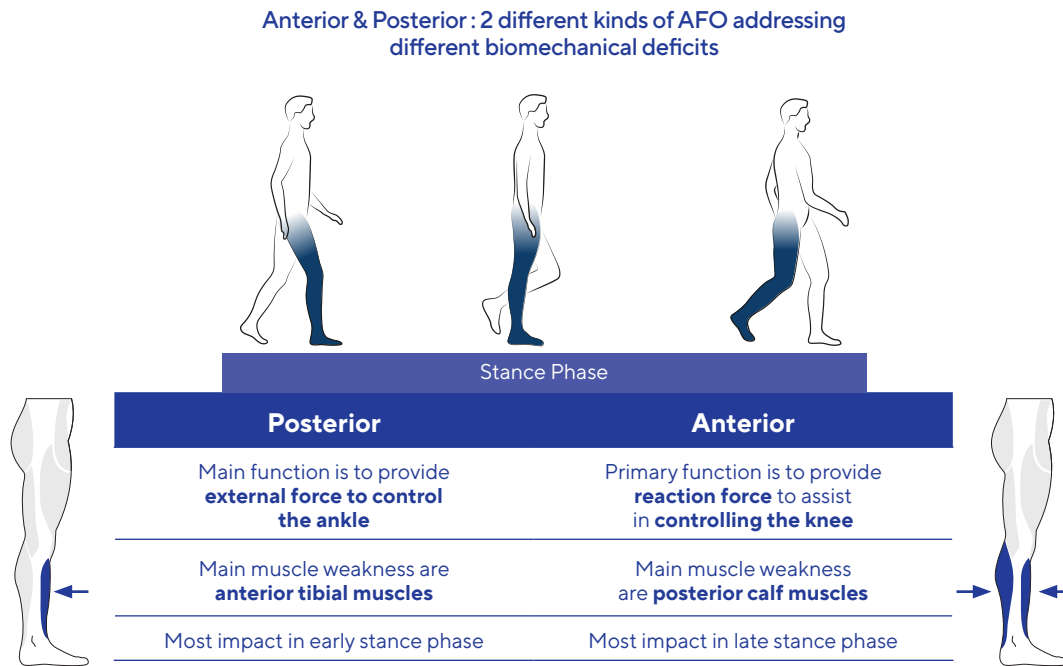 Anterior & Posterior : 2 different kinds of AFO addressing
different biomechanical deficits
Stance Phase
Posterior
Anterior
Main function is to provide
external force to control
the ankle
Primary function is to provide
reaction force to assist
in controlling the knee
Main muscle weakness are
anterior tibial muscles
Main muscle weakness
are posterior calf muscles
Most impact in early stance phase
Most impact in late stance phase